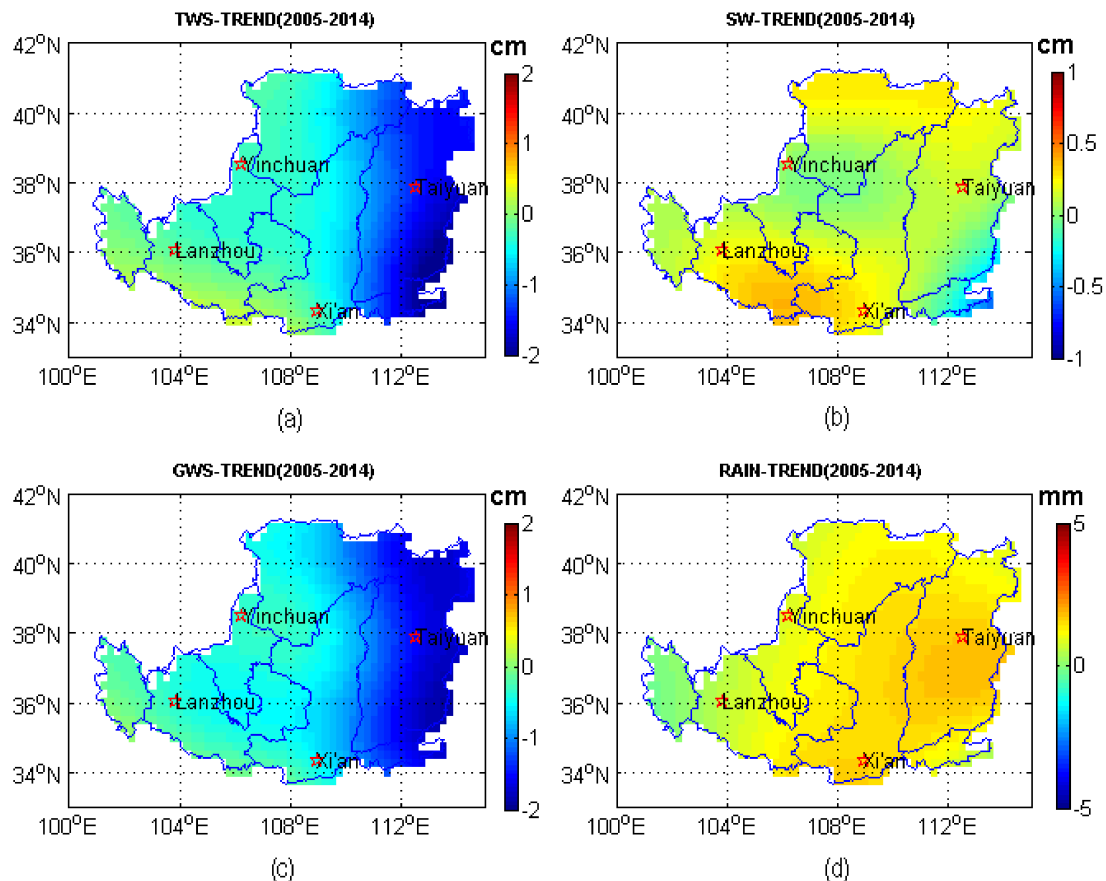 TWS-TREND(2005-2014)
SW-TREND(2005-2014)
42°N
40°N
38°N
36°N
34°N
100°E 104°E 108°E 112°E
Yinchuan
Taiyuan
Lanzhou
Xi'an
cm
2
1
0
-1
-2
(a)
42°N
40°N
38°N
36°N
34°N
100°E 104°E 108°E 112°E
Yinchuan
Taiyuan
Lanzhou
Xi'an
cm
1
0.5
0
-0.5
-1
(b)
GWS-TREND(2005-2014)
RAIN-TREND(2005-2014)
42°N
40°N
38°N
36°N
34°N
100°E 104°E 108°E 112°E
Yinchuan
Taiyuan
Lanzhou
Xi'an
cm
2
1
0
-1
-2
(c)
42°N
40°N
38°N
36°N
34°N
100°E 104°E 108°E 112°E
Yinchuan
Taiyuan
Lanzhou
Xi'an
mm
5
0
-5
(d)